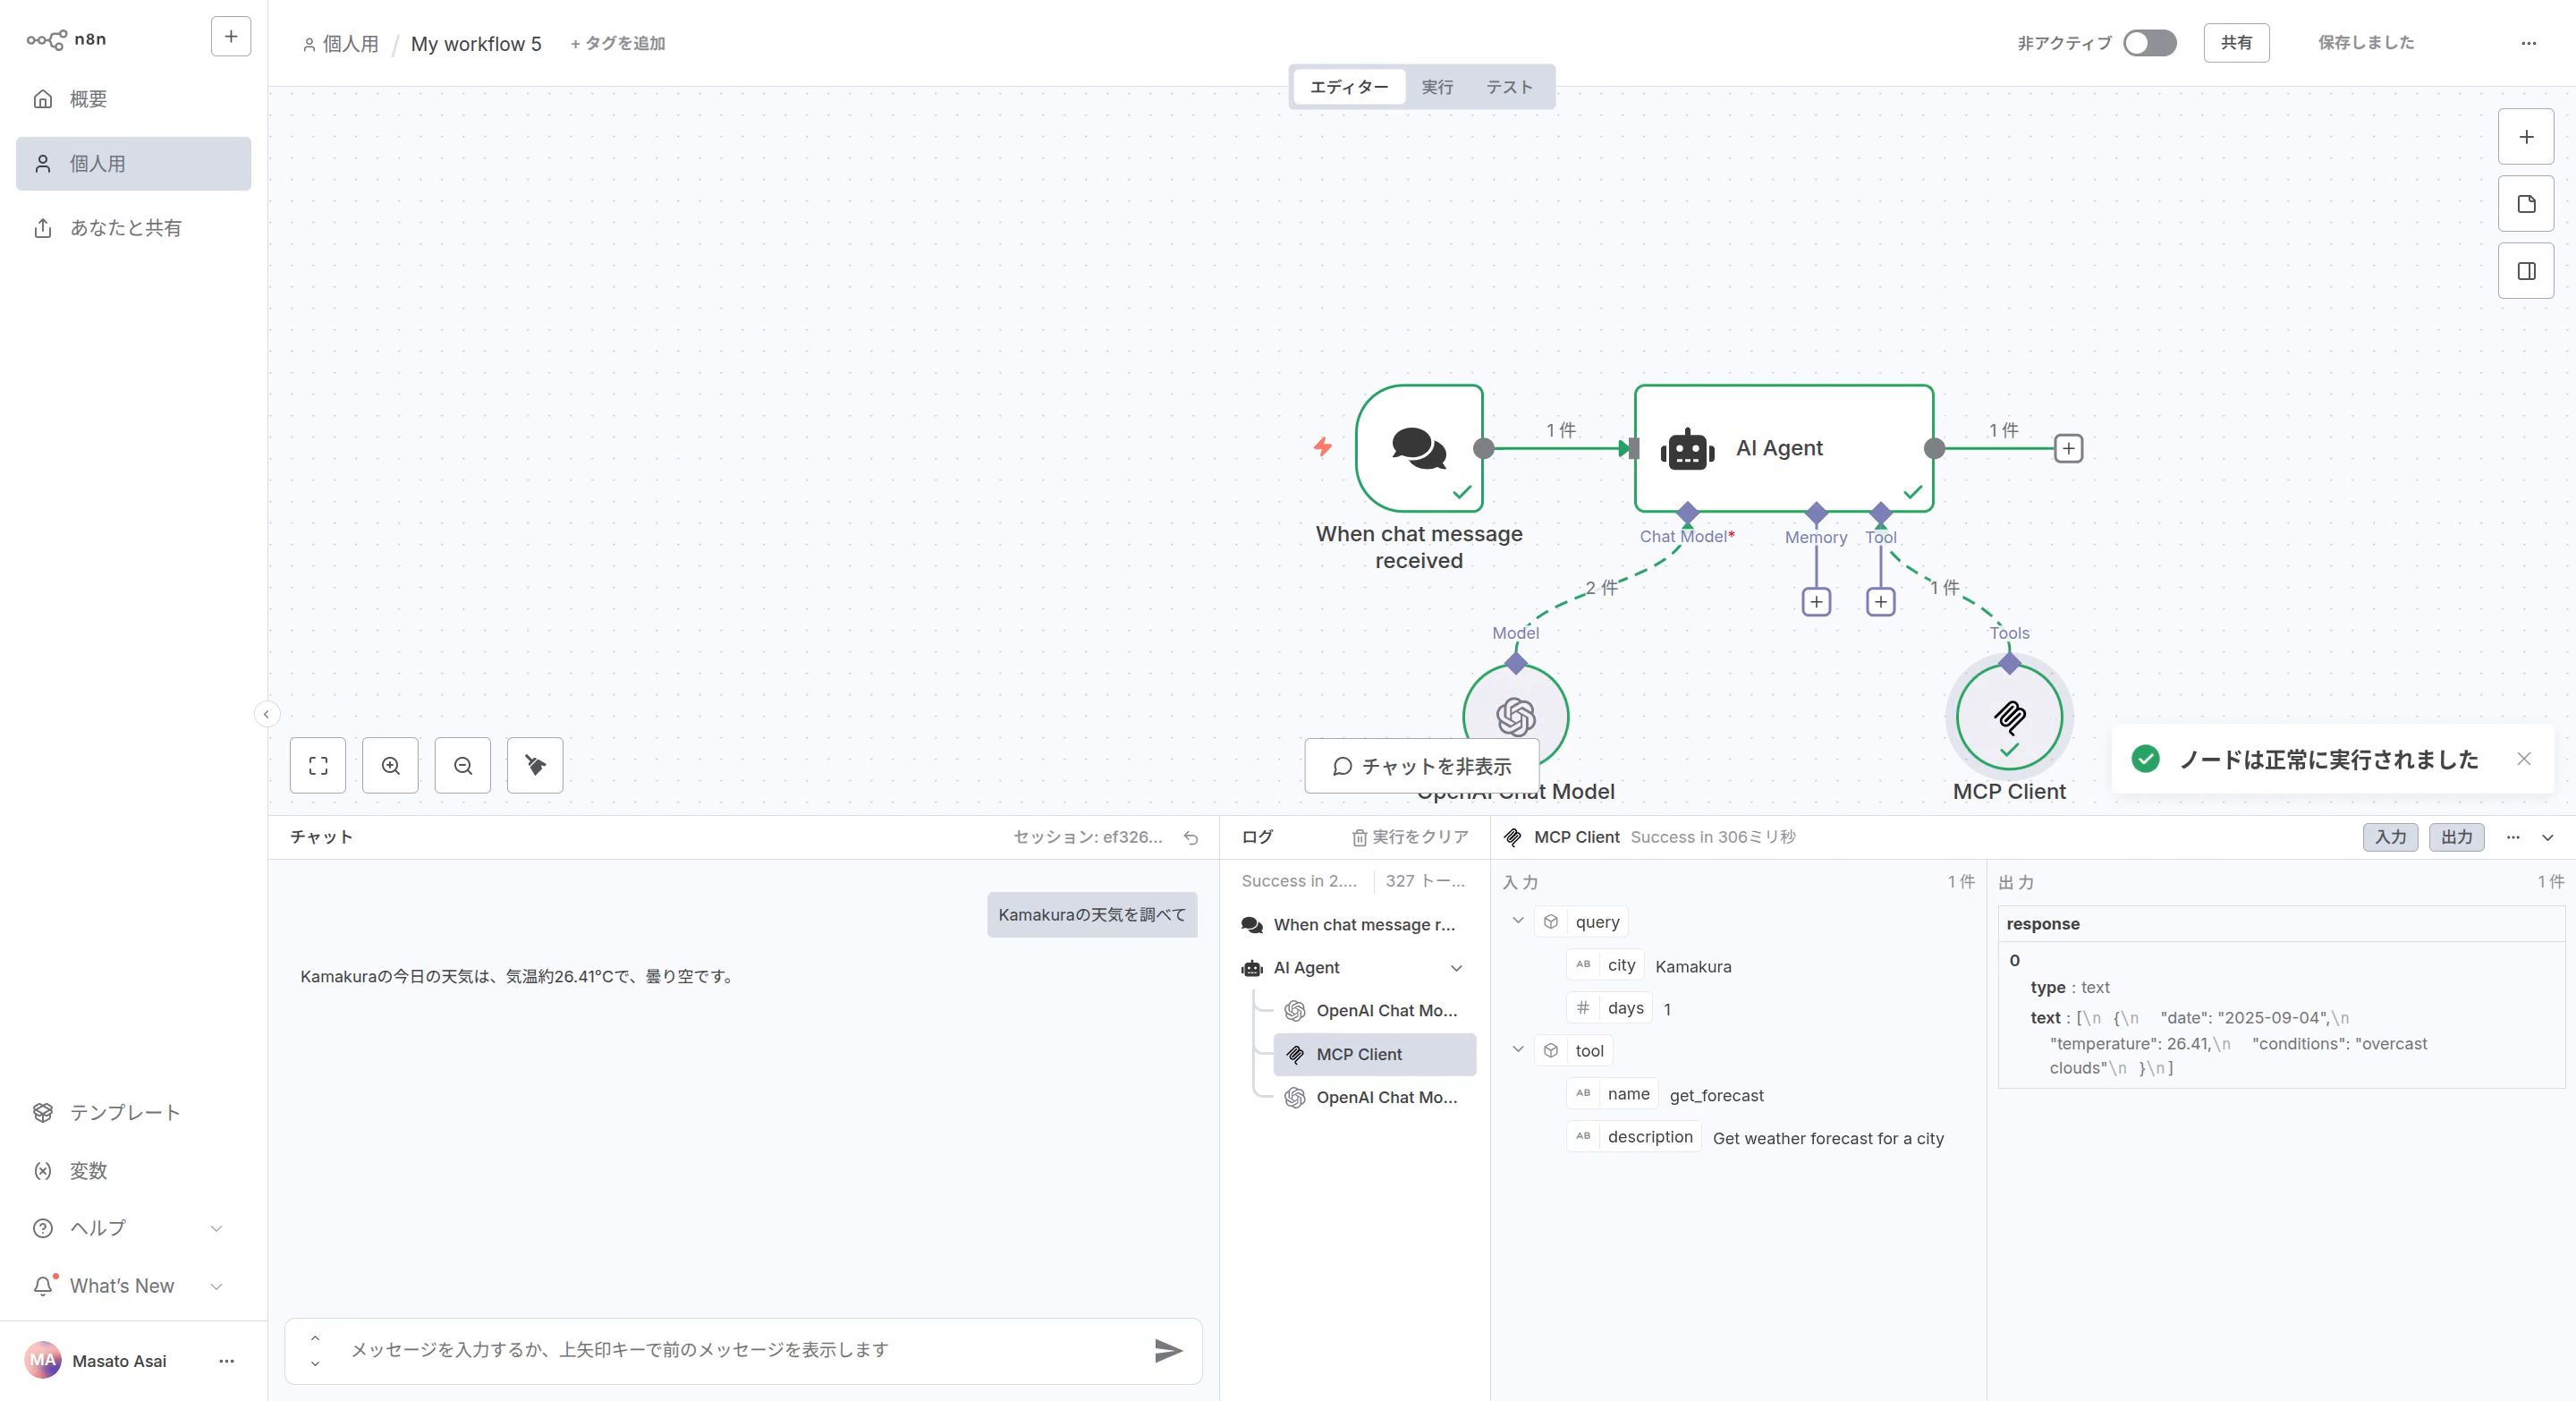 n8n
概要
個人用
あなたと共有
テンプレート
変数
ヘルプ
What's New
MA Masato Asai
個人用 / My workflow 5 + タグを追加
非アクティブ 共有 保存しました
エディター 実行 テスト
1 件
AI Agent
1 件
When chat message
received
Chat Model*
Memory
Tool
2 件
1 件
Model
Tools
チャットを非表示
OpenAI Chat Model
MCP Client
ノードは正常に実行されました
チャット
セッション: ef326...
Kamakuraの天気を調べて
Kamakuraの今日の天気は、気温約26.41°Cで、曇り空です。
メッセージを入力するか、上矢印キーで前のメッセージを表示します
ログ
実行をクリア
Success in 2.... 327 トー...
When chat message r...
AI Agent
OpenAI Chat Mo...
MCP Client
OpenAI Chat Mo...
MCP Client Success in 306ミリ秒
入力 出力
入力 1 件
query
AB city Kamakura
# days 1
tool
AB name get_forecast
AB description Get weather forecast for a city
出力 1 件
response
0
type : text
text : [\n {\n "date": "2025-09-04",\n
"temperature": 26.41,\n "conditions": "overcast
clouds"\n }\n]